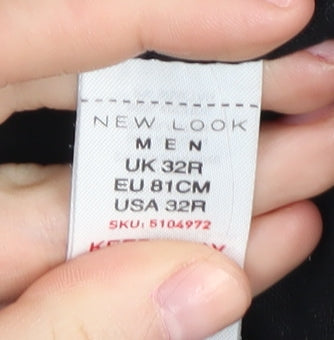 NEW LOOK
MEN
UK 32R
EU 81CM
USA 32R
SKU: 5104972